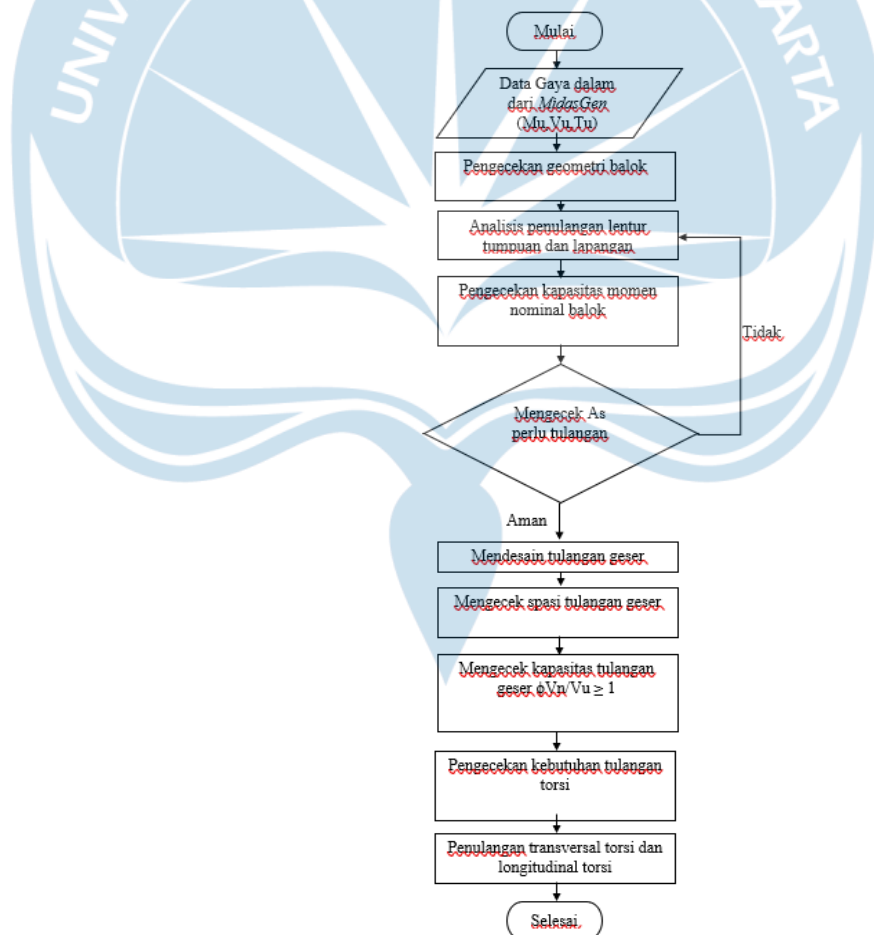 UNIV
ARTA
Mulai
Data Gaya dalam
dari MidasGen
(Mu,Vu,Tu)
Pengecekan geometri balok
Analisis penulangan lentur
tumpuan dan lapangan
Pengecekan kapasitas momen
nominal balok
Tidak
Mengecek As
perlu tulangan
Aman
Mendesain tulangan geser
Mengecek spasi tulangan geser
Mengecek kapasitas tulangan
geser ϕVn/Vu ≥ 1
Pengecekan kebutuhan tulangan
torsi
Penulangan transversal torsi dan
longitudinal torsi
Selesai